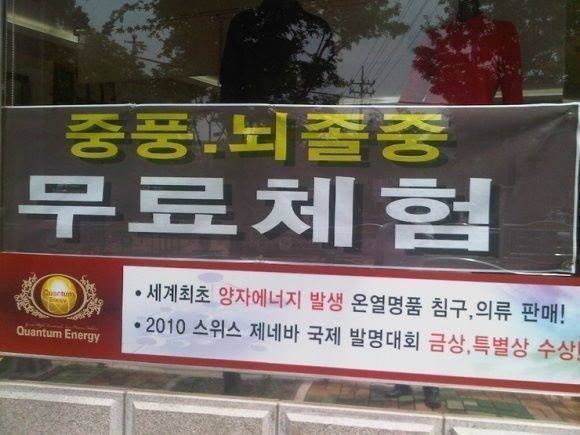 중풍.뇌졸중
무료체험
Quantum
Energy
Quantum Energy
• 세계최초 양자에너지 발생 온열명품 침구,의류 판매!
• 2010 스위스 제네바 국제 발명대회 금상,특별상 수상!